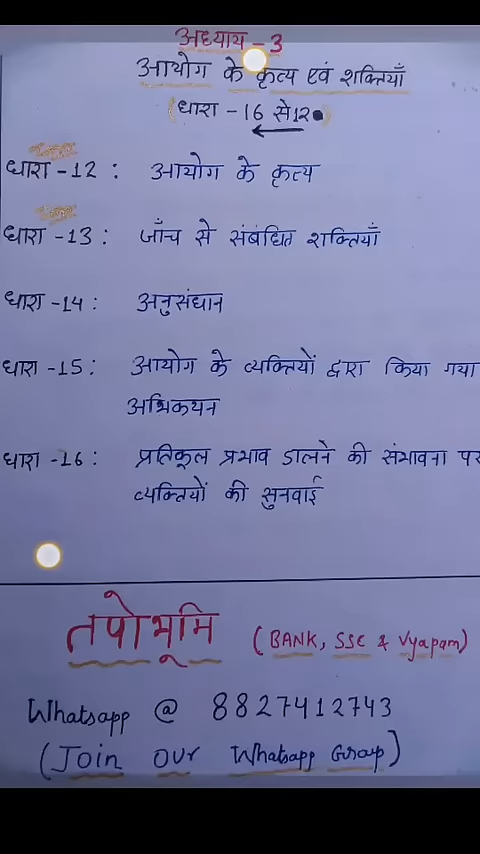 अध्याय - 3
आयोग के कृत्य एवं शक्तियाँ
(धारा - 16 से 12
धारा - 12 : आयोग के कृत्य
धारा - 13 : जाँच से संबंधित शक्तियाँ
धारा - 14 : अनुसंधान
धारा - 15 : आयोग के व्यक्तियों द्वारा किया गया
अभिकथन
धारा - 16 : प्रतिकूल प्रभाव डालने की संभावना पर
व्यक्तियों की सुनवाई
तपोभूमि (BANK, SSC & Vyapam)
Whatsapp @ 8827412743
(Join our Whatsapp Group)